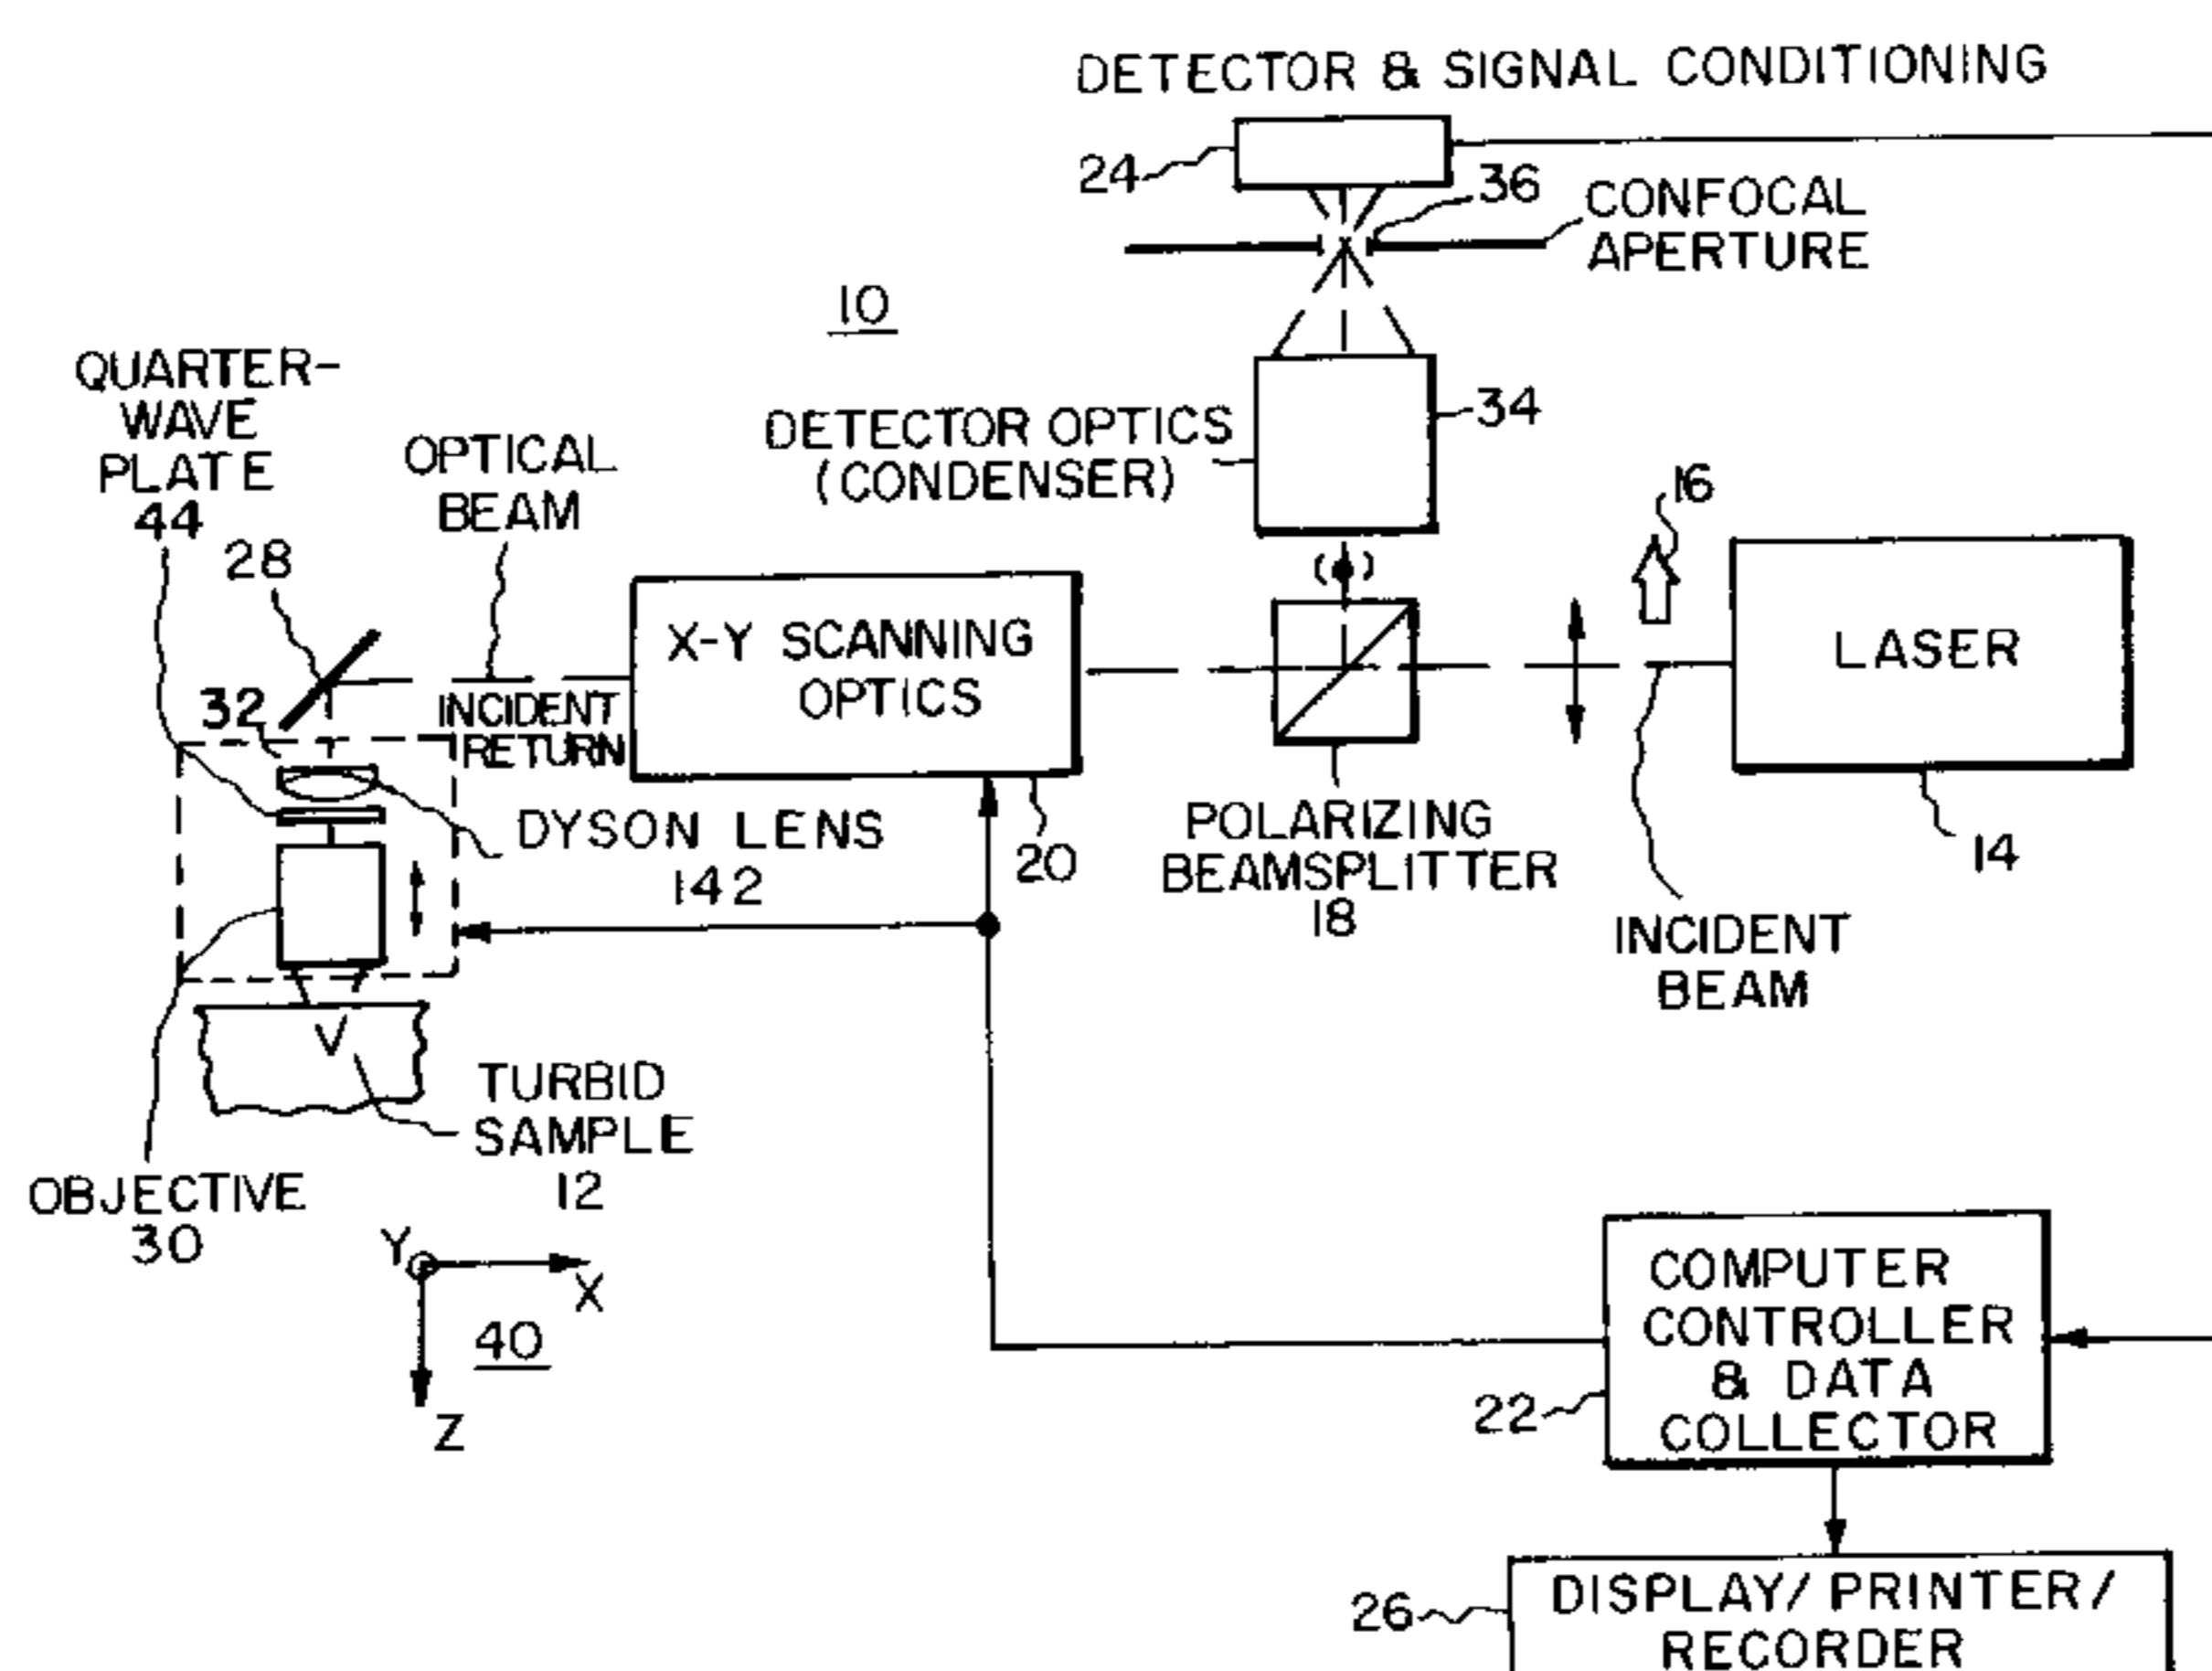 DETECTOR & SIGNAL CONDITIONING
24
36
CONFOCAL
APERTURE
10
QUARTER-
WAVE
PLATE
44
OPTICAL
BEAM
DETECTOR OPTICS
(CONDENSER)
34
16
28
X-Y SCANNING
OPTICS
LASER
32
INCIDENT
RETURN
DYSON LENS
142
20
POLARIZING
BEAMSPLITTER
18
14
INCIDENT
BEAM
TURBID
SAMPLE
12
OBJECTIVE
30
Y
X
40
Z
COMPUTER
CONTROLLER
& DATA
COLLECTOR
22
26
DISPLAY/PRINTER/
RECORDER